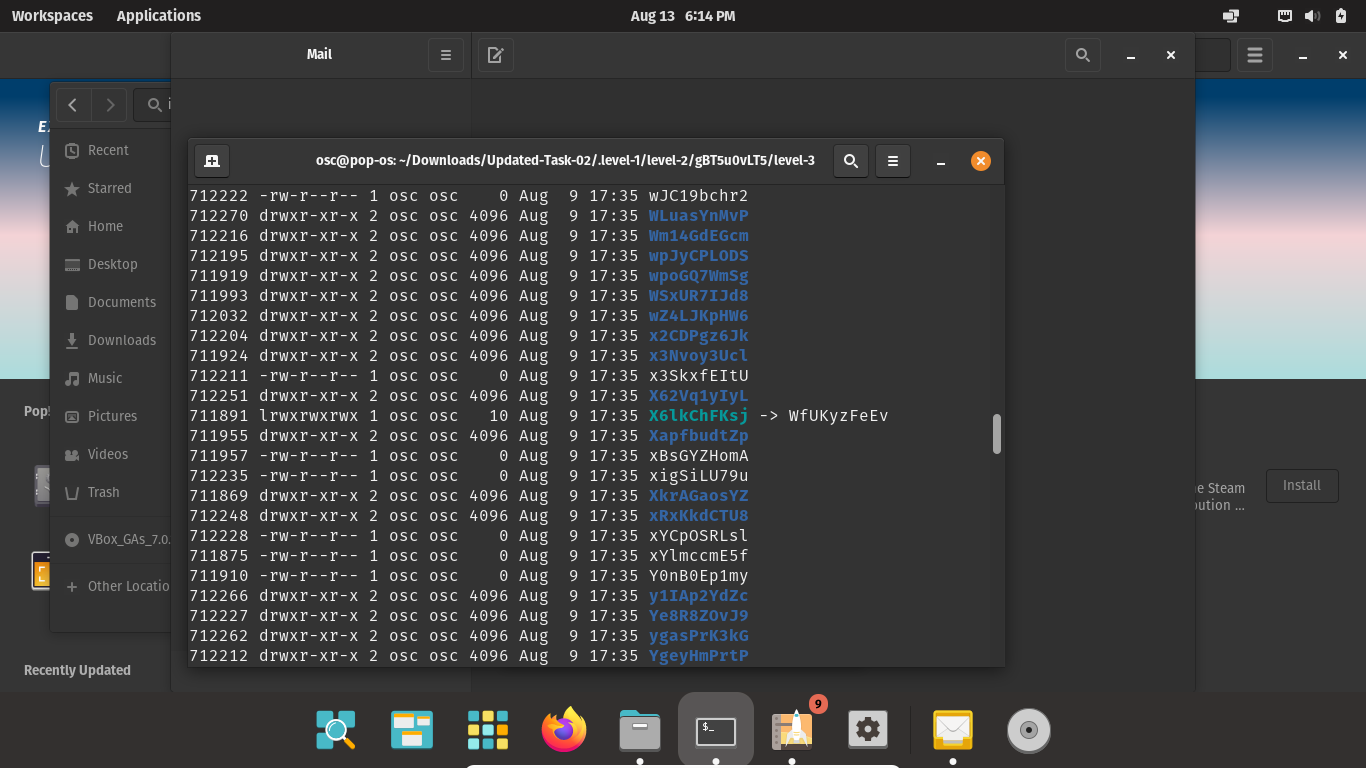 Workspaces Applications Aug 13 6:14 PM
Mail
i
Recent
Starred
Home
Desktop
Documents
Downloads
Music
Pictures
Videos
Trash
VBox_GAs_7.0.
Other Locatio
Pop!
Recently Updated
osc@pop-os: ~/Downloads/Updated-Task-02/.level-1/level-2/gBT5u0vLT5/level-3
712222 -rw-r--r-- 1 osc osc 0 Aug 9 17:35 wJC19bchr2
712270 drwxr-xr-x 2 osc osc 4096 Aug 9 17:35 WLuasYnMvP
712216 drwxr-xr-x 2 osc osc 4096 Aug 9 17:35 Wm14GdEGcm
712195 drwxr-xr-x 2 osc osc 4096 Aug 9 17:35 wpJyCPLODS
711919 drwxr-xr-x 2 osc osc 4096 Aug 9 17:35 wpoGQ7WmSg
711993 drwxr-xr-x 2 osc osc 4096 Aug 9 17:35 WSxUR7IJd8
712032 drwxr-xr-x 2 osc osc 4096 Aug 9 17:35 wZ4LJKpHW6
712204 drwxr-xr-x 2 osc osc 4096 Aug 9 17:35 x2CDPgz6Jk
711924 drwxr-xr-x 2 osc osc 4096 Aug 9 17:35 x3Nvoy3Ucl
712211 -rw-r--r-- 1 osc osc 0 Aug 9 17:35 x3SkxfEItU
712251 drwxr-xr-x 2 osc osc 4096 Aug 9 17:35 X62Vq1yIyL
711891 lrwxrwxrwx 1 osc osc 10 Aug 9 17:35 X6lkChFKsj -> WfUKyzFeEv
711955 drwxr-xr-x 2 osc osc 4096 Aug 9 17:35 XapfbudtZp
711957 -rw-r--r-- 1 osc osc 0 Aug 9 17:35 xBsGYZHomA
712235 -rw-r--r-- 1 osc osc 0 Aug 9 17:35 xigSiLU79u
711869 drwxr-xr-x 2 osc osc 4096 Aug 9 17:35 XkrAGaosYZ
712248 drwxr-xr-x 2 osc osc 4096 Aug 9 17:35 xRxKkdCTU8
712228 -rw-r--r-- 1 osc osc 0 Aug 9 17:35 xYCpOSRLsl
711875 -rw-r--r-- 1 osc osc 0 Aug 9 17:35 xYlmccmE5f
711910 -rw-r--r-- 1 osc osc 0 Aug 9 17:35 Y0nB0Ep1my
712266 drwxr-xr-x 2 osc osc 4096 Aug 9 17:35 y1IAp2YdZc
712227 drwxr-xr-x 2 osc osc 4096 Aug 9 17:35 Ye8R8ZOvJ9
712262 drwxr-xr-x 2 osc osc 4096 Aug 9 17:35 ygasPrK3kG
712212 drwxr-xr-x 2 osc osc 4096 Aug 9 17:35 YgeyHmPrtP
e Steam
ution ...
Install
$_
9